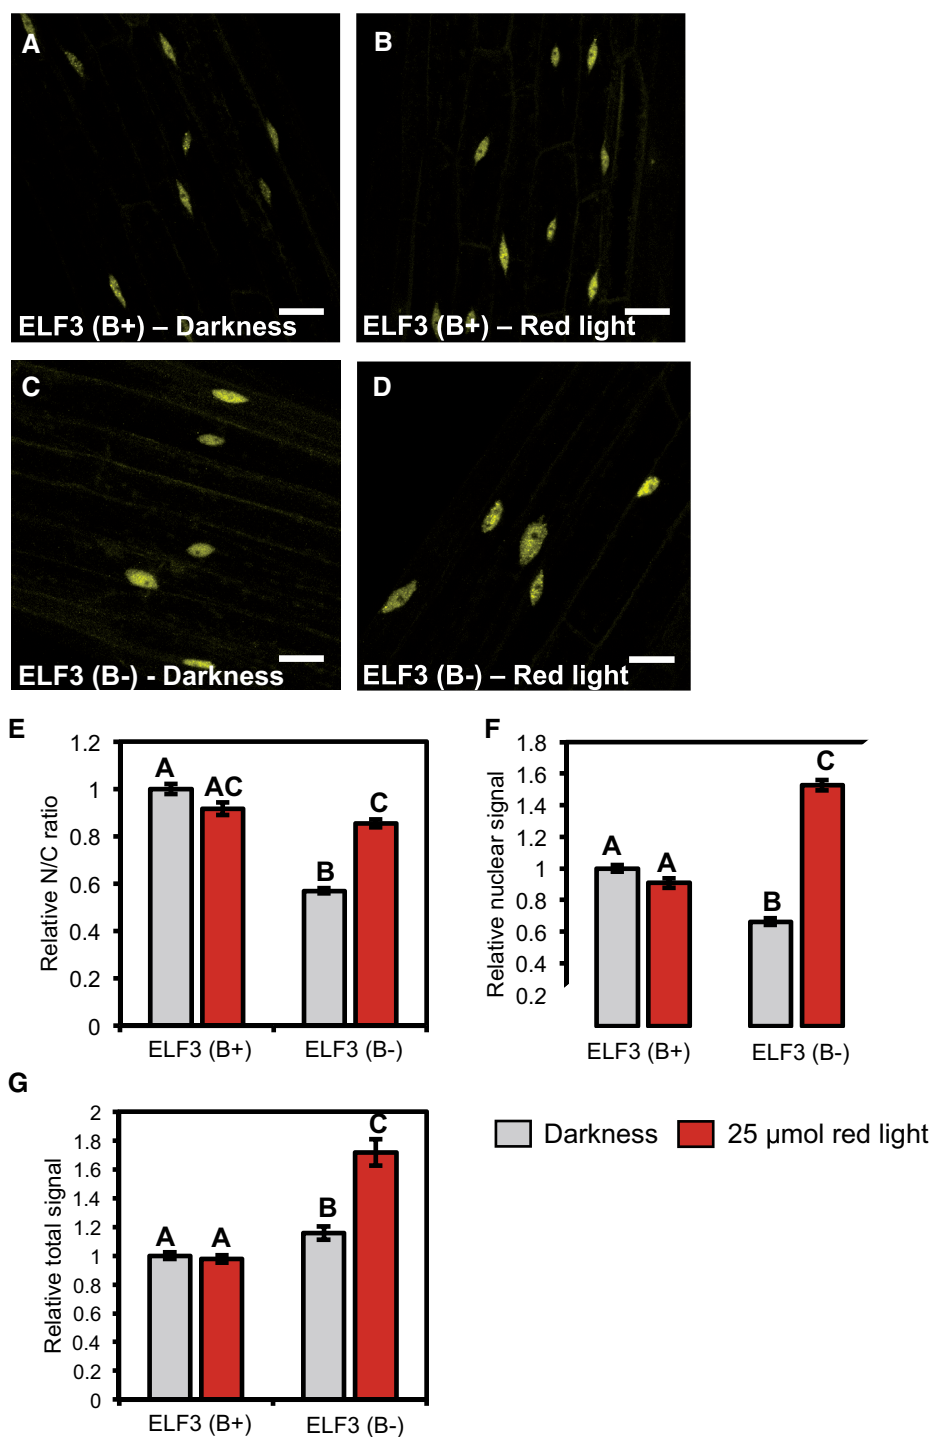 A
ELF3 (B+) – Darkness
B
ELF3 (B+) – Red light
C
ELF3 (B-) - Darkness
D
ELF3 (B-) – Red light
E
Relative N/C ratio
1.2
1
0.8
0.6
0.4
0.2
0
A
AC
B
C
ELF3 (B+)
ELF3 (B-)
F
Relative nuclear signal
1.8
1.6
1.4
1.2
1
0.8
0.6
0.4
0.2
A
A
B
C
ELF3 (B+)
ELF3 (B-)
G
Relative total signal
2
1.8
1.6
1.4
1.2
1
0.8
0.6
0.4
0.2
0
A
A
B
C
ELF3 (B+)
ELF3 (B-)
Darkness
25 µmol red light